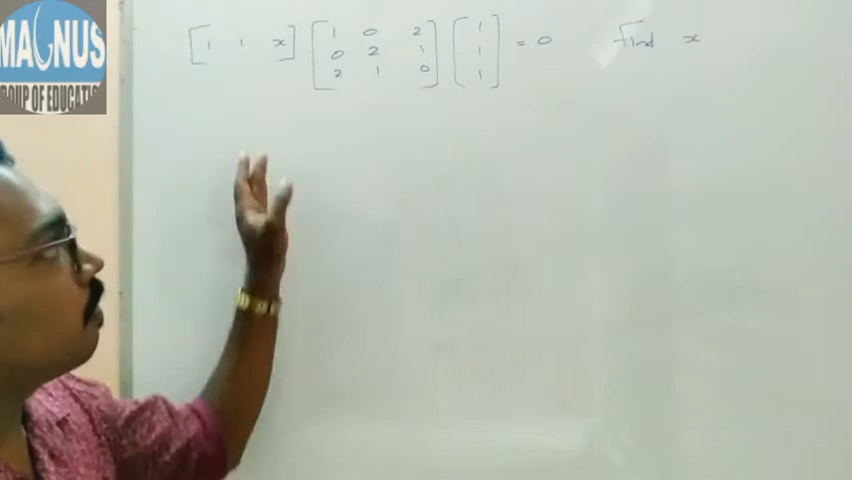 MAGNUS
GROUP OF EDUCATION
[1 1 x] [1 0 2 [1
0 2 1 1 = 0 Find x
2 1 0] 1]